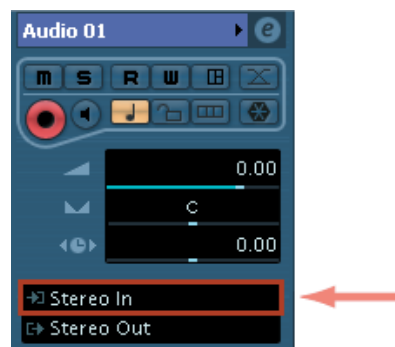 Audio 01 e
m S R W
0.00
C
0.00
Stereo In
Stereo Out